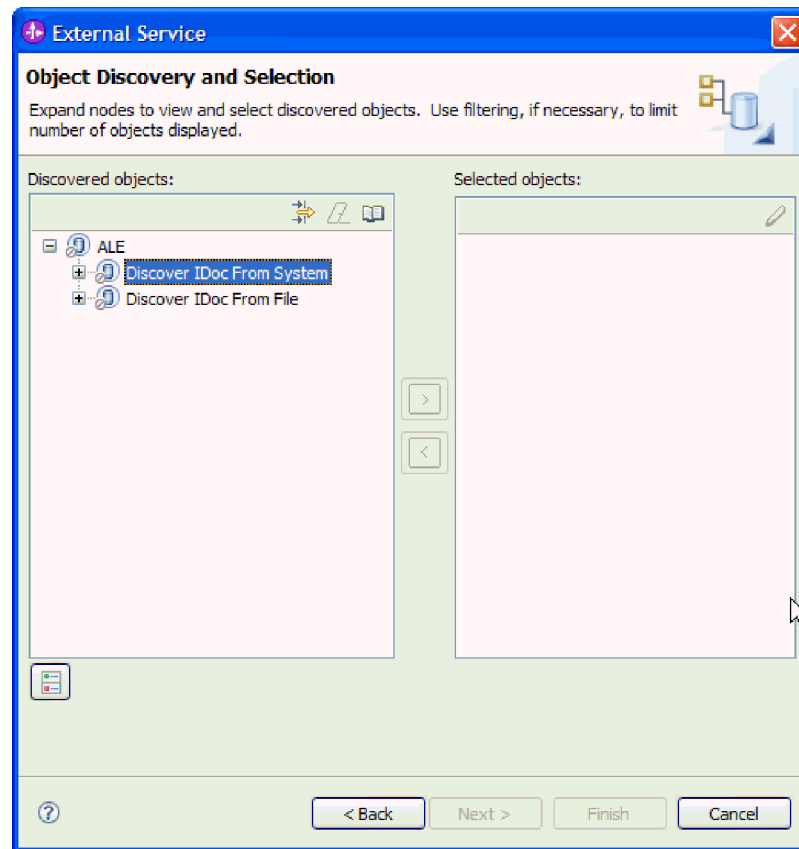 External Service
Object Discovery and Selection
Expand nodes to view and select discovered objects. Use filtering, if necessary, to limit
number of objects displayed.
Discovered objects:
Selected objects:
ALE
Discover IDoc From System
Discover IDoc From File
>
<
< Back
Next >
Finish
Cancel